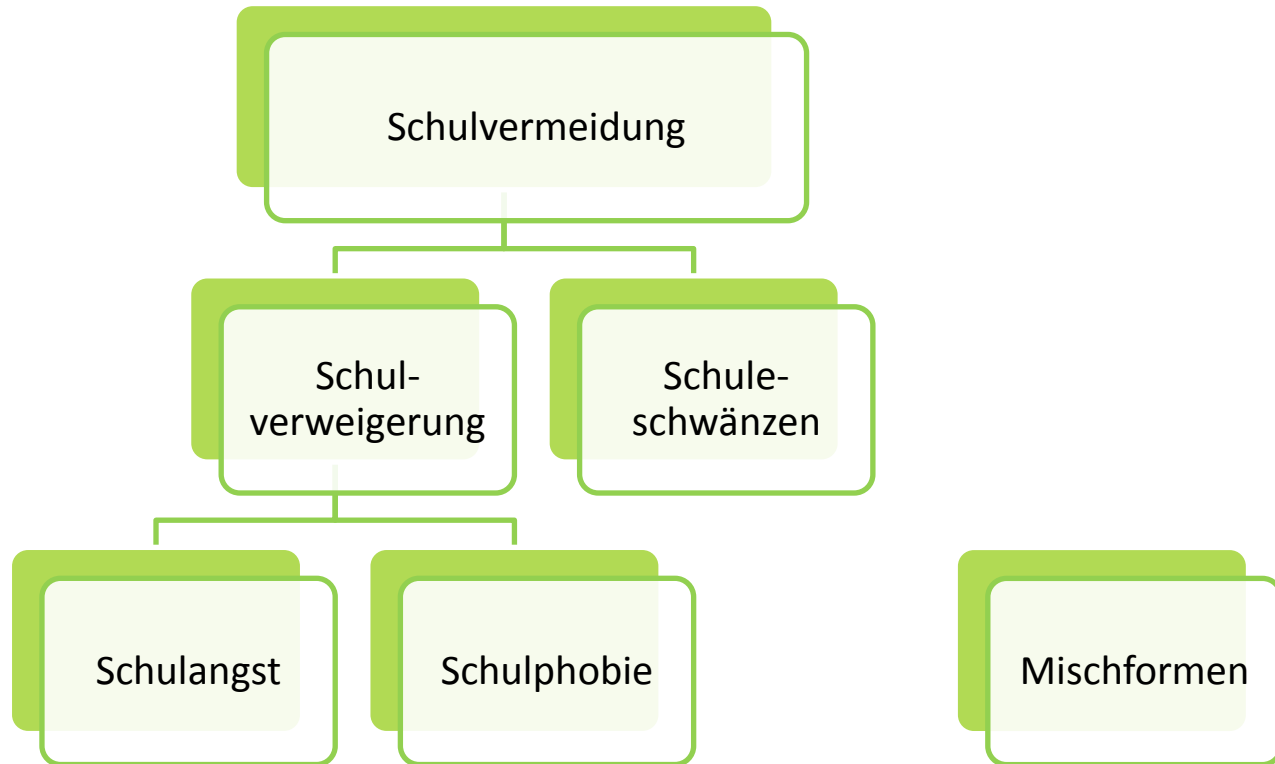 Schulvermeidung
Schul-
verweigerung
Schule-
schwänzen
Schulangst
Schulphobie
Mischformen